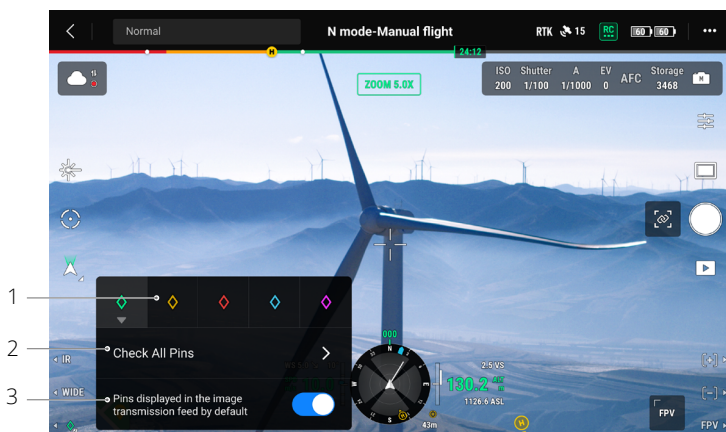 Normal
N mode-Manual flight
RTK 15 RC 60 60
H
24:12
ZOOM 5.0X
ISO Shutter A EV AFC Storage M
200 1/100 1/1000 0 3468
1
2
Check All Pins
3
Pins displayed in the image
transmission feed by default
IR
WIDE
000
N
E
S
W
2.5 VS
130.2 ALT
1126.6 ASL
43m
H
FPV
FPV